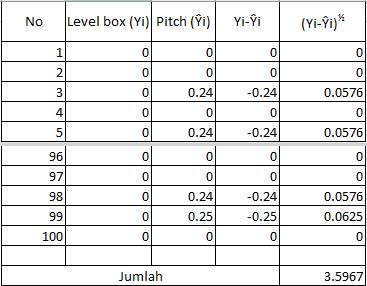 No Level box (Yi) Pitch (Ŷi) Yi-Ŷi (Yi-Ŷi)½
1 0 0 0 0
2 0 0 0 0
3 0 0.24 -0.24 0.0576
4 0 0 0 0
5 0 0.24 -0.24 0.0576
96 0 0 0 0
97 0 0 0 0
98 0 0.24 -0.24 0.0576
99 0 0.25 -0.25 0.0625
100 0 0 0 0
Jumlah 3.5967